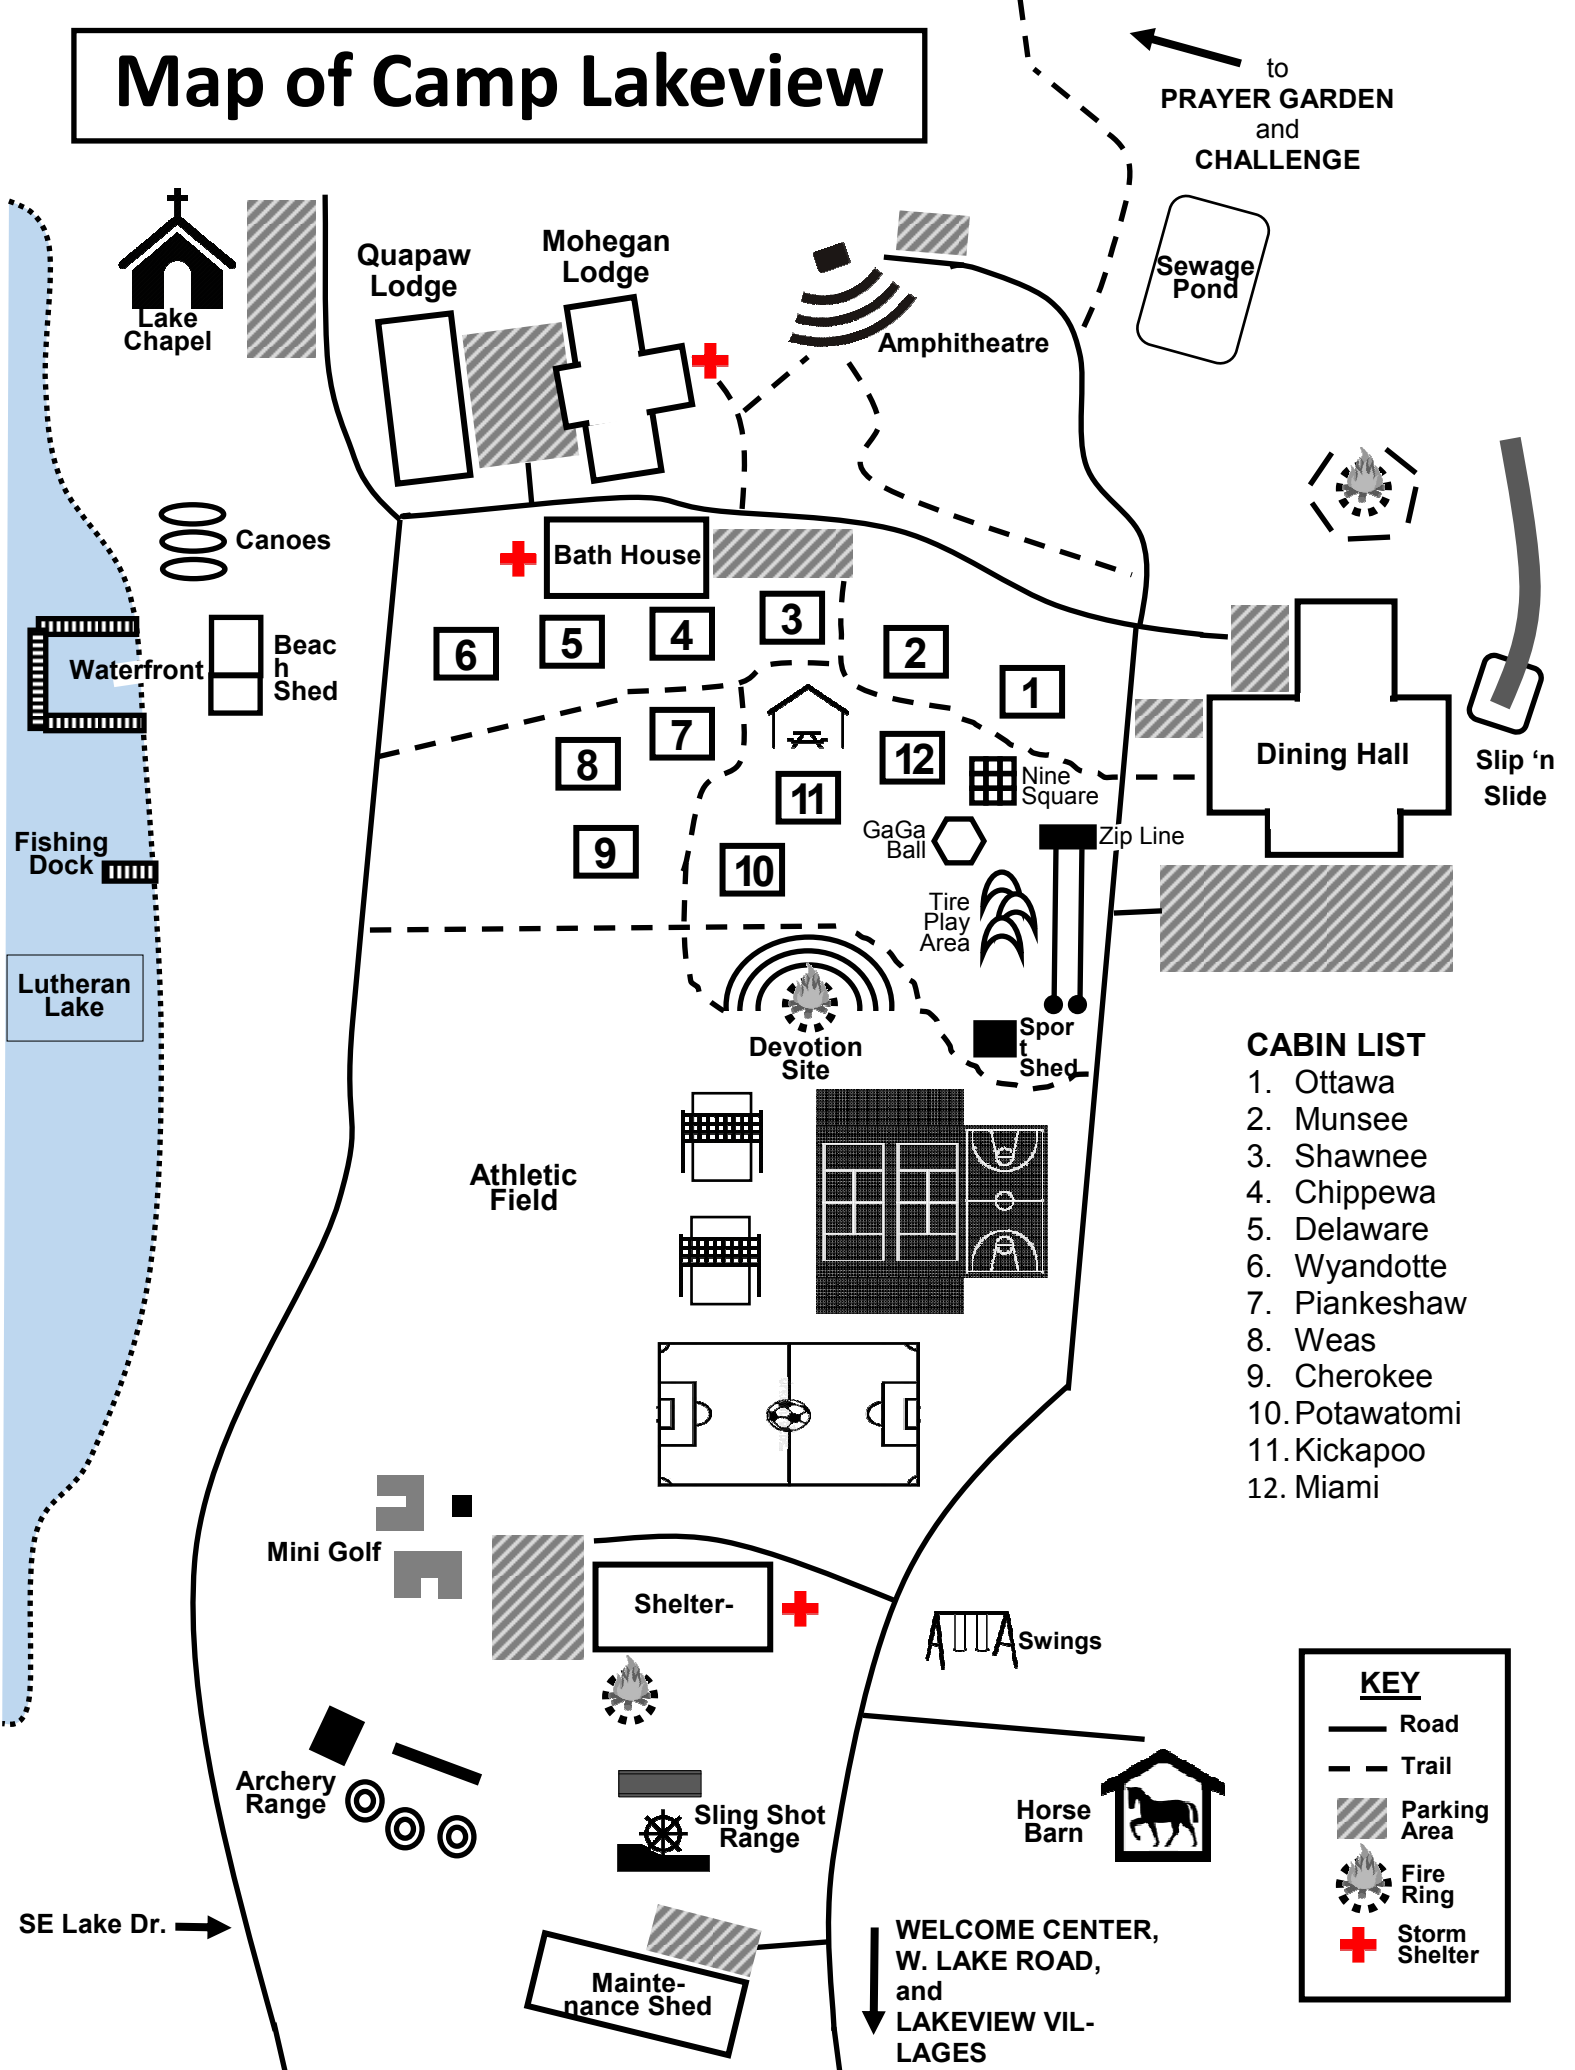 Map of Camp Lakeview
to
PRAYER GARDEN
and
CHALLENGE
Lake
Chapel
Quapaw
Lodge
Mohegan
Lodge
Amphitheatre
Sewage
Pond
Canoes
Bath House
Waterfront
Beac
h
Shed
6
5
4
3
2
1
7
8
9
10
11
12
Nine
Square
GaGa
Ball
Zip Line
Tire
Play
Area
Dining Hall
Slip ‘n
Slide
Fishing
Dock
Lutheran
Lake
Devotion
Site
Spor
t
Shed
Athletic
Field
CABIN LIST
1. Ottawa
2. Munsee
3. Shawnee
4. Chippewa
5. Delaware
6. Wyandotte
7. Piankeshaw
8. Weas
9. Cherokee
10. Potawatomi
11. Kickapoo
12. Miami
Mini Golf
Shelter-
Swings
Archery
Range
Sling Shot
Range
Horse
Barn
SE Lake Dr.
Mainte-
nance Shed
WELCOME CENTER,
W. LAKE ROAD,
and
LAKEVIEW VIL-
LAGES
KEY
Road
Trail
Parking
Area
Fire
Ring
Storm
Shelter